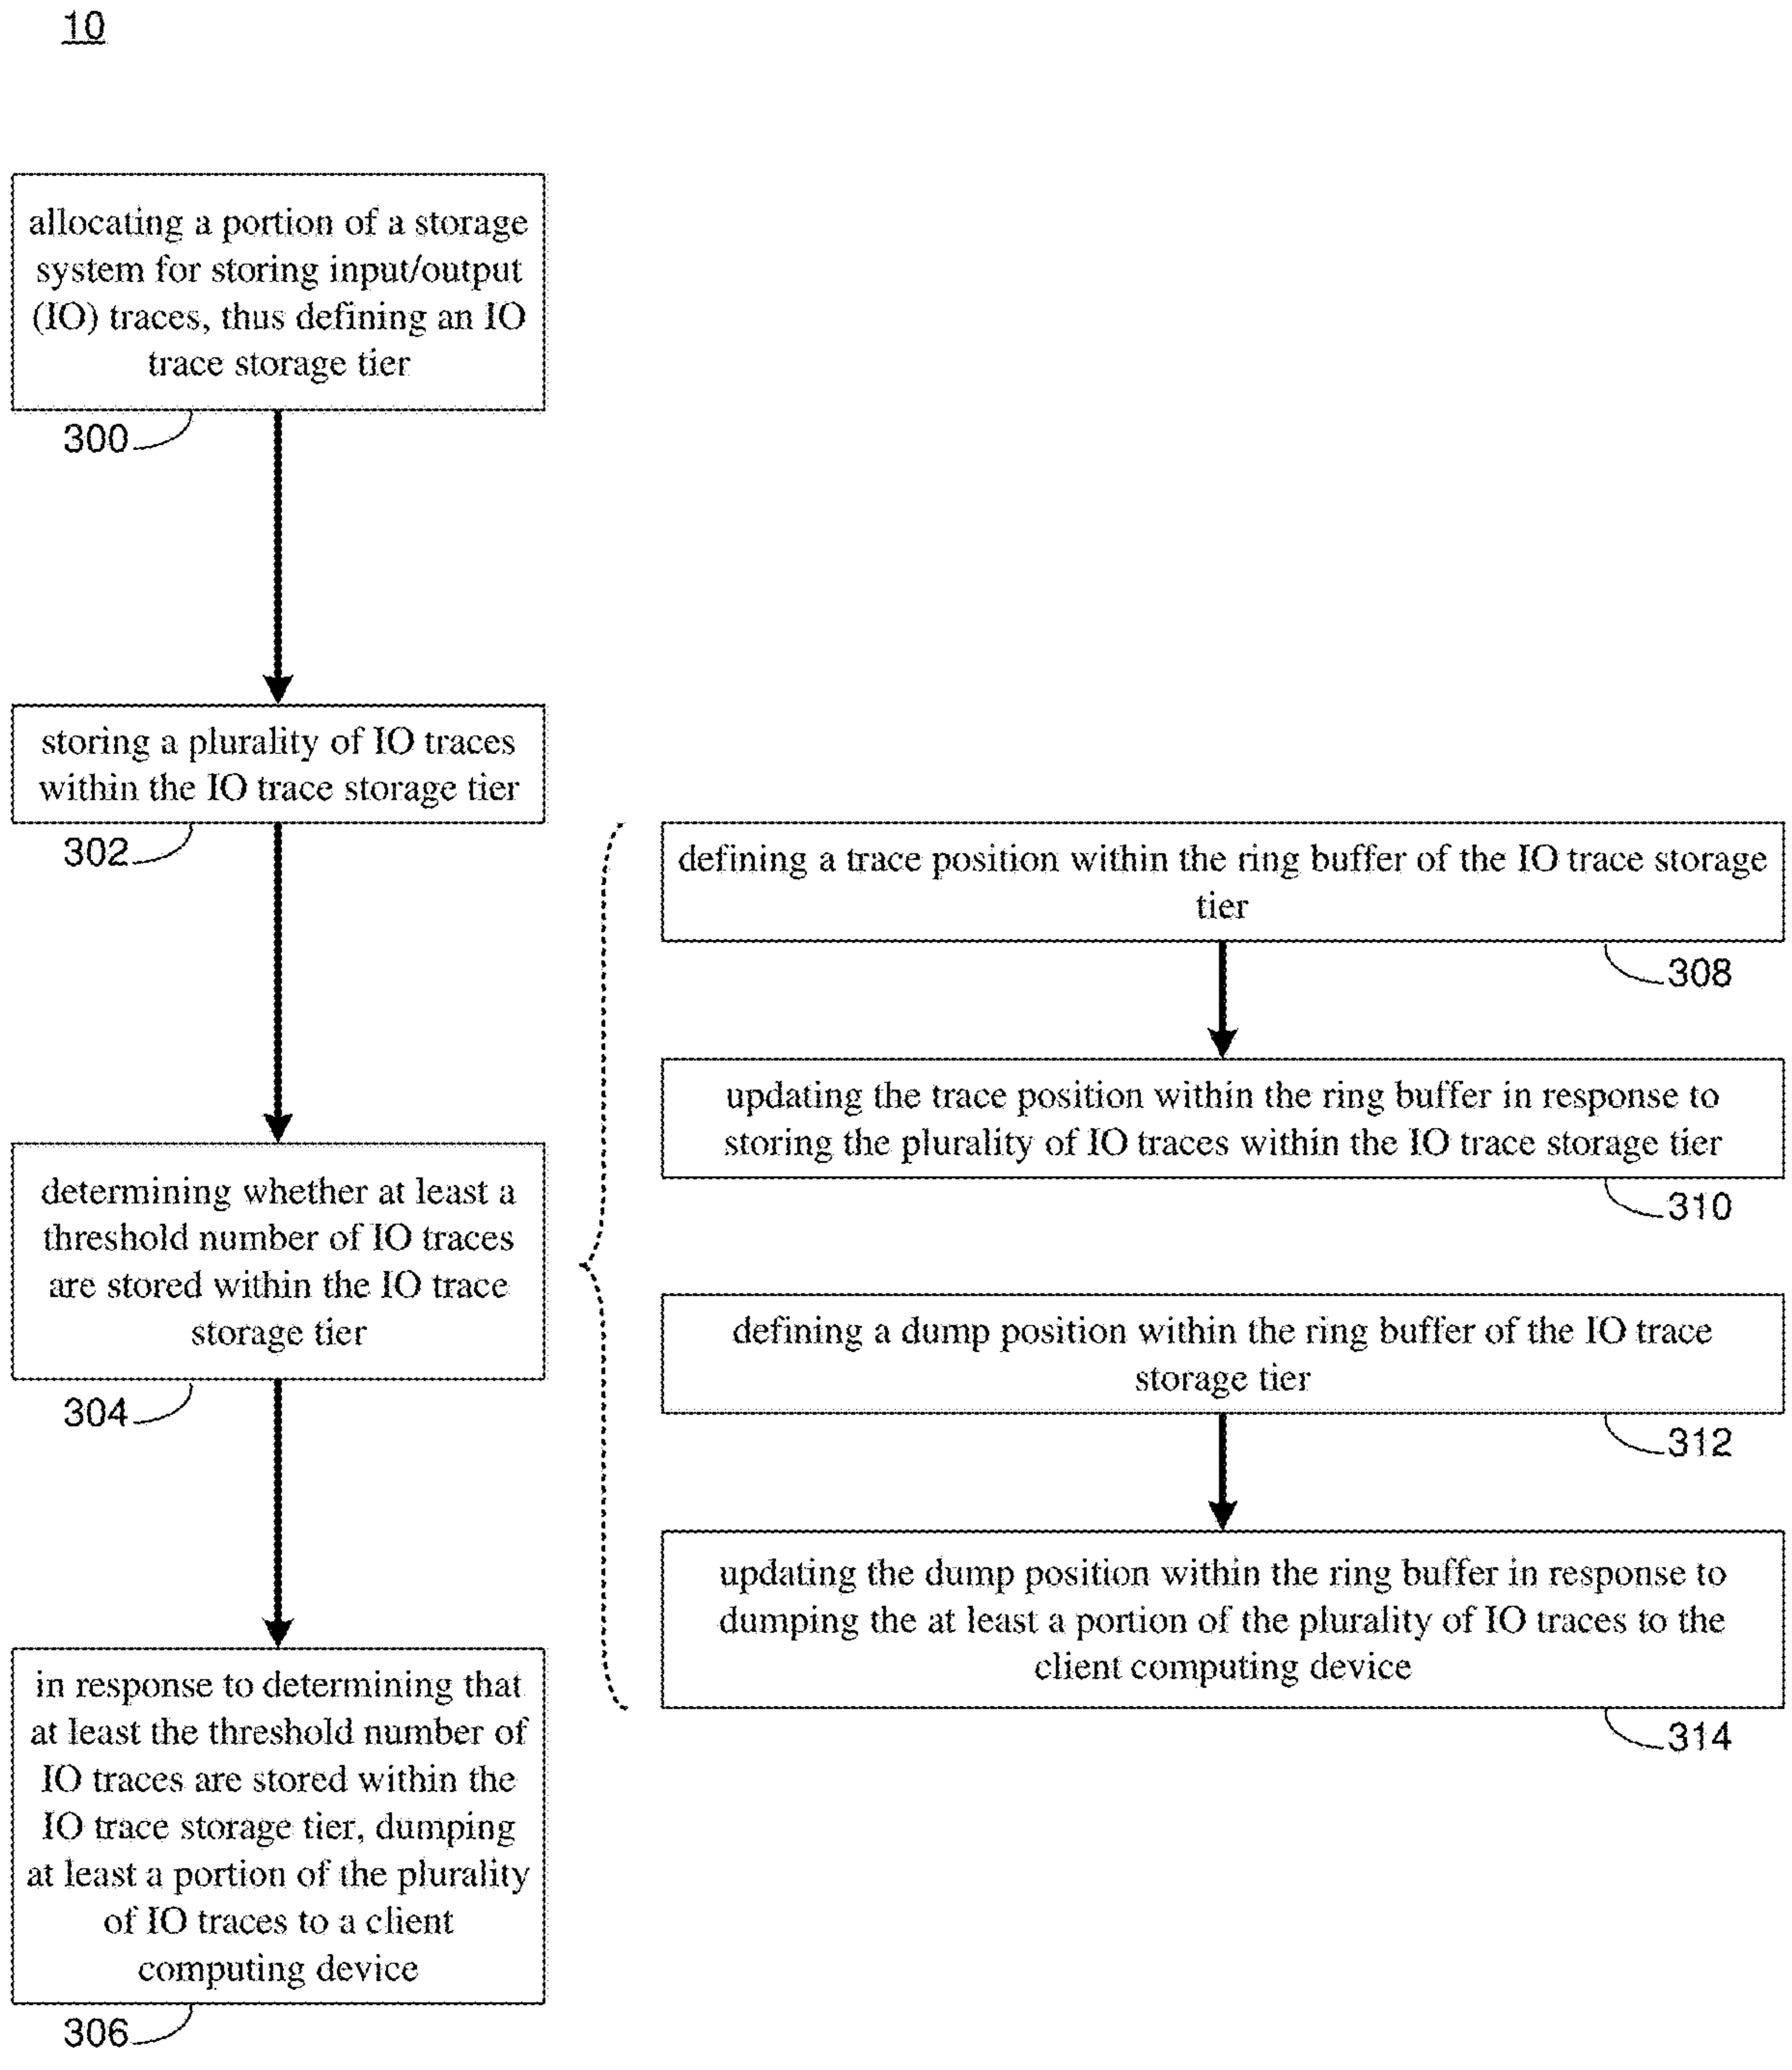 10
allocating a portion of a storage
system for storing input/output
(IO) traces, thus defining an IO
trace storage tier
300
storing a plurality of IO traces
within the IO trace storage tier
302
determining whether at least a
threshold number of IO traces
are stored within the IO trace
storage tier
304
in response to determining that
at least the threshold number of
IO traces are stored within the
IO trace storage tier, dumping
at least a portion of the plurality
of IO traces to a client
computing device
306
defining a trace position within the ring buffer of the IO trace storage
tier
308
updating the trace position within the ring buffer in response to
storing the plurality of IO traces within the IO trace storage tier
310
defining a dump position within the ring buffer of the IO trace
storage tier
312
updating the dump position within the ring buffer in response to
dumping the at least a portion of the plurality of IO traces to the
client computing device
314